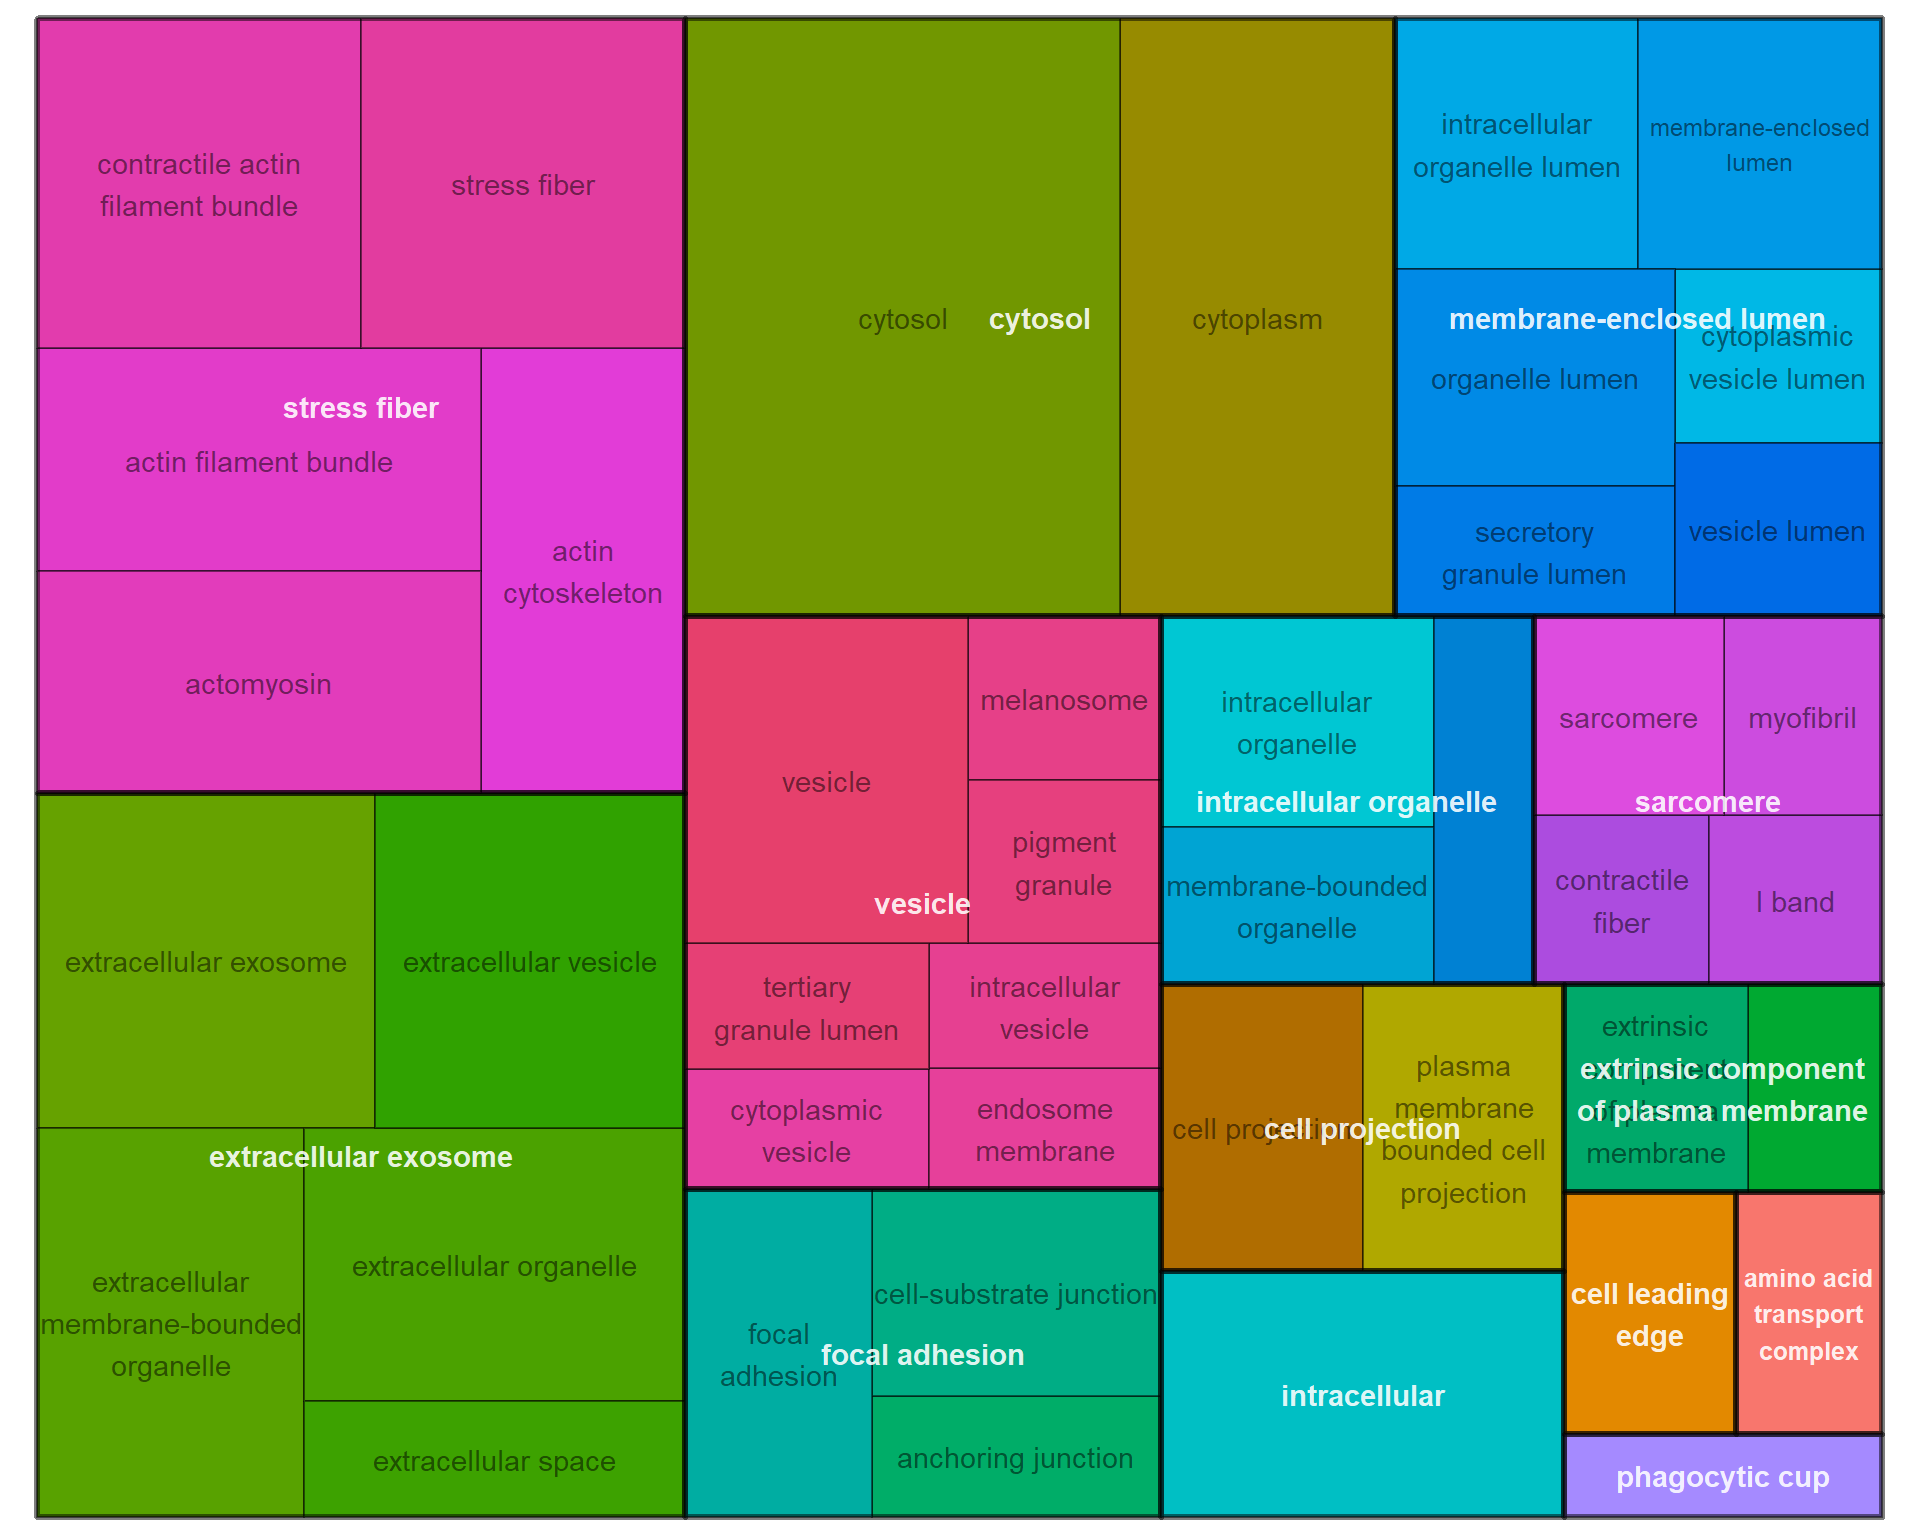 contractile actin
filament bundle
stress fiber
stress fiber
actin filament bundle
actin
cytoskeleton
actomyosin
cytosol
cytosol
cytoplasm
intracellular
organelle lumen
membrane-enclosed
lumen
membrane-enclosed lumen
organelle lumen
cytoplasmic
vesicle lumen
secretory
granule lumen
vesicle lumen
extracellular exosome
extracellular vesicle
extracellular exosome
extracellular
membrane-bounded
organelle
extracellular organelle
extracellular space
vesicle
melanosome
pigment
granule
vesicle
tertiary
granule lumen
intracellular
vesicle
cytoplasmic
vesicle
endosome
membrane
intracellular
organelle
intracellular organelle
membrane-bounded
organelle
sarcomere
myofibril
sarcomere
contractile
fiber
I band
focal
adhesion
focal adhesion
cell-substrate junction
anchoring junction
cell projection
cell projection
plasma
membrane
bounded cell
projection
intracellular
extrinsic
component
of plasma
membrane
extrinsic component
of plasma membrane
cell leading
edge
amino acid
transport
complex
phagocytic cup